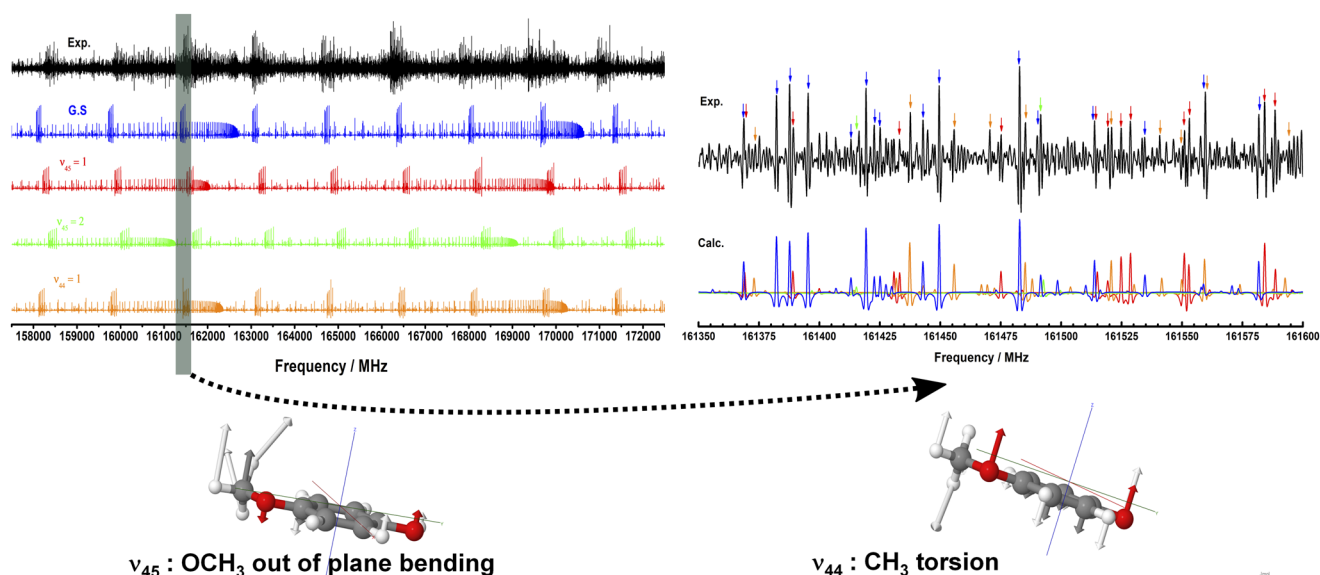 Exp.
G.S
ν45 = 1
ν45 = 2
ν44 = 1
158000 159000 160000 161000 162000 163000 164000 165000 166000 167000 168000 169000 170000 171000 172000
Frequency / MHz
Exp.
Calc.
161350 161375 161400 161425 161450 161475 161500 161525 161550 161575 161600
Frequency / MHz
ν45 : OCH3 out of plane bending
ν44 : CH3 torsion